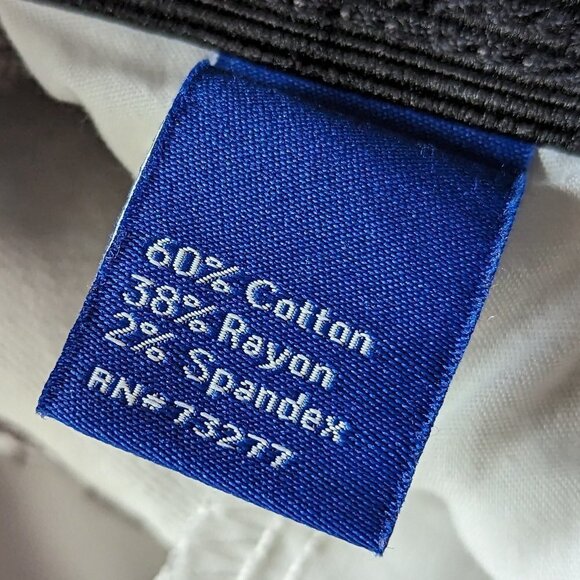 60% Cotton
38% Rayon
2% Spandex
RN#73277